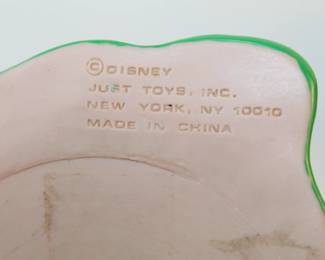 © DISNEY
JUST TOYS, INC.
NEW YORK, NY 10010
MADE IN CHINA